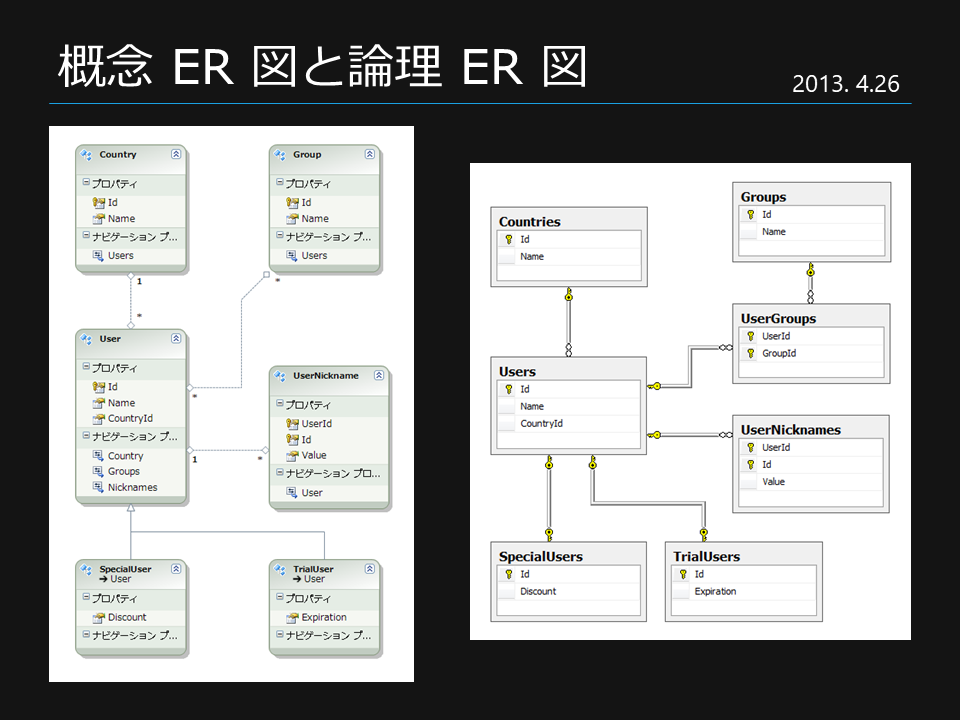 概念 ER 図と論理 ER 図
2013. 4.26
Country
プロパティ
Id
Name
ナビゲーション プ...
Users
Group
プロパティ
Id
Name
ナビゲーション プ...
Users
1
*
*
User
プロパティ
Id
Name
CountryId
ナビゲーション プ...
Country
Groups
Nicknames
*
1
*
UserNickname
プロパティ
UserId
Id
Value
ナビゲーション プロ...
User
SpecialUser
➔ User
プロパティ
Discount
ナビゲーション プ...
TrialUser
➔ User
プロパティ
Expiration
ナビゲーション プ...
Countries
Id
Name
Groups
Id
Name
UserGroups
UserId
GroupId
Users
Id
Name
CountryId
UserNicknames
UserId
Id
Value
SpecialUsers
Id
Discount
TrialUsers
Id
Expiration